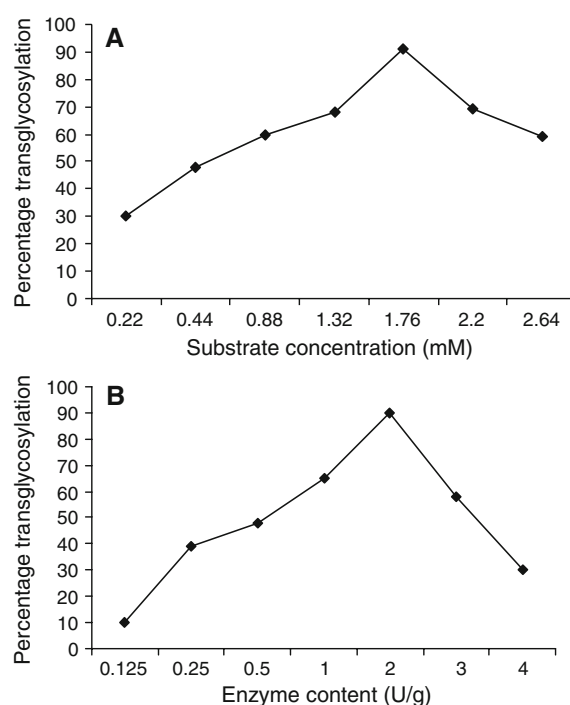 A
Percentage transglycosylation
100
90
80
70
60
50
40
30
20
10
0
0.22 0.44 0.88 1.32 1.76 2.2 2.64
Substrate concentration (mM)
B
Percentage transglycosylation
100
90
80
70
60
50
40
30
20
10
0
0.125 0.25 0.5 1 2 3 4
Enzyme content (U/g)